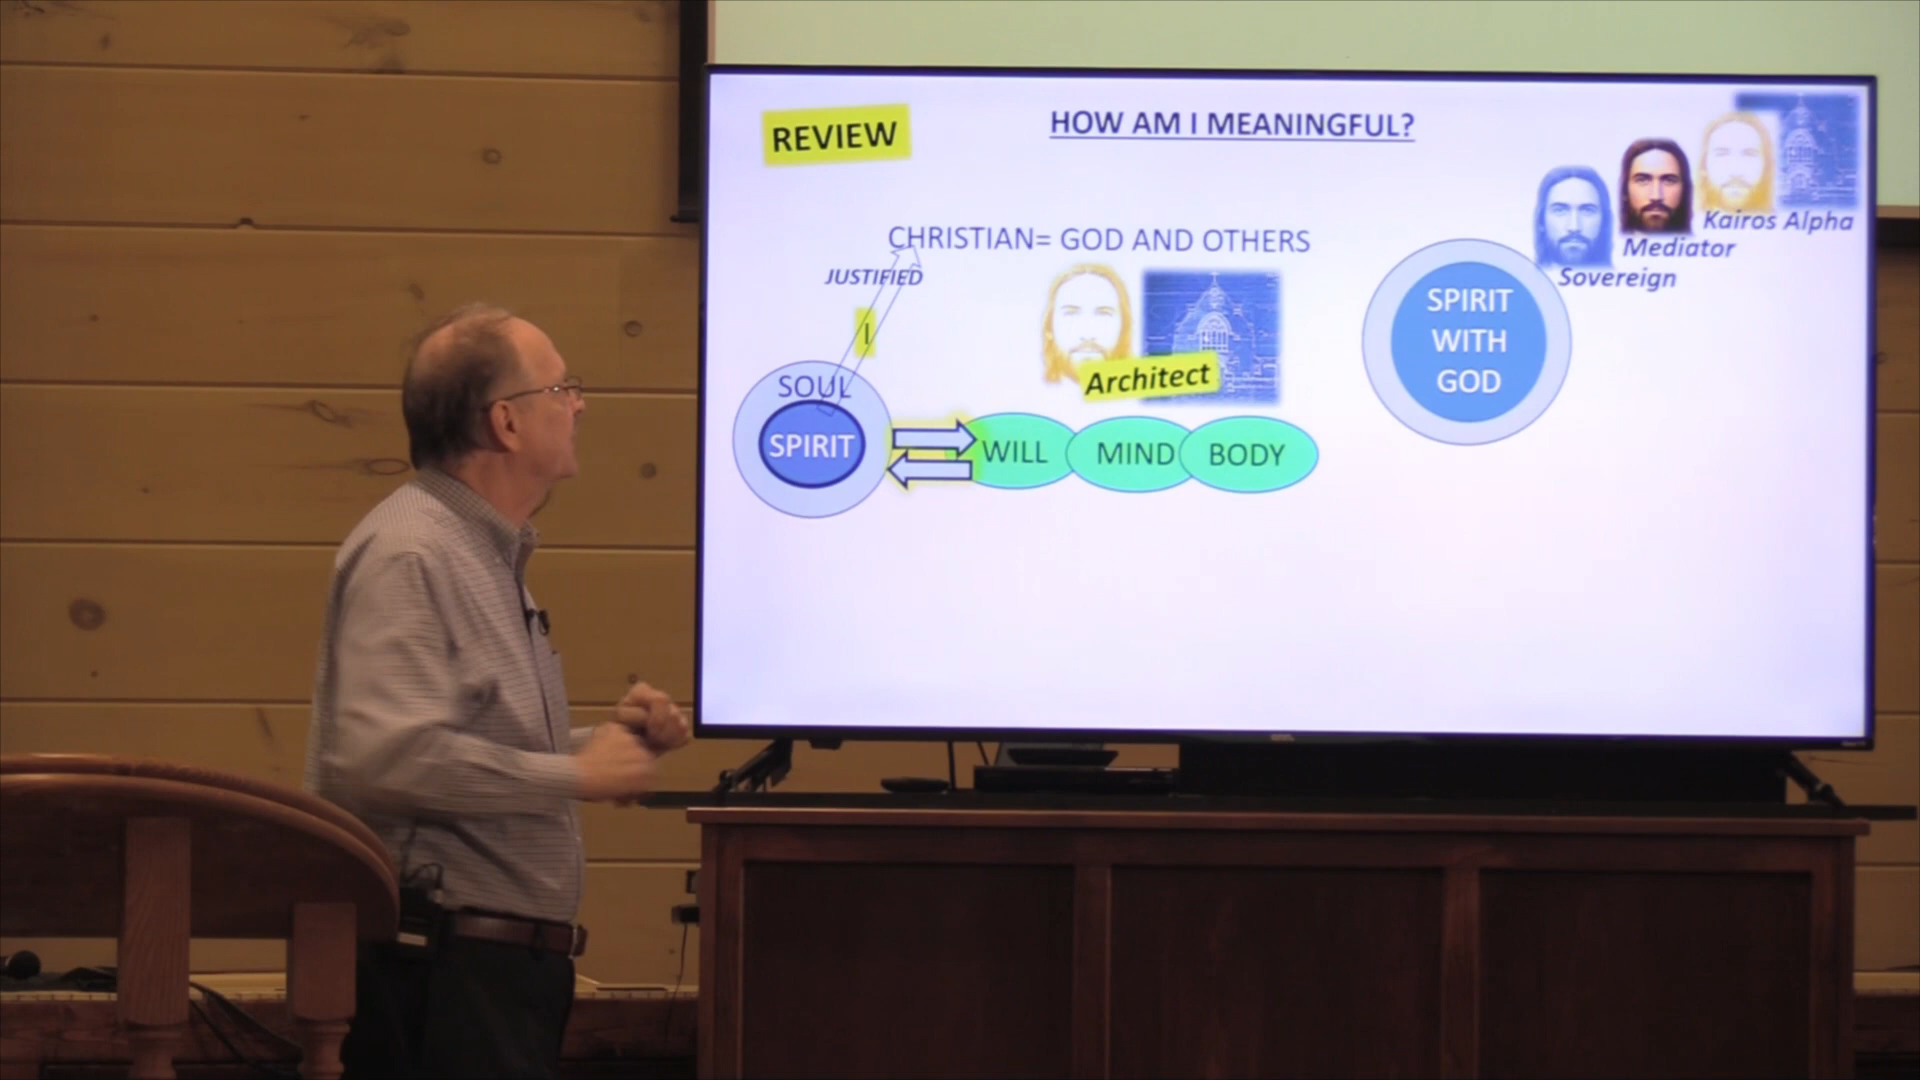 REVIEW
HOW AM I MEANINGFUL?
Kairos Alpha
Mediator
Sovereign
CHRISTIAN= GOD AND OTHERS
JUSTIFIED
I
Architect
SOUL
SPIRIT
WILL
MIND
BODY
SPIRIT
WITH
GOD